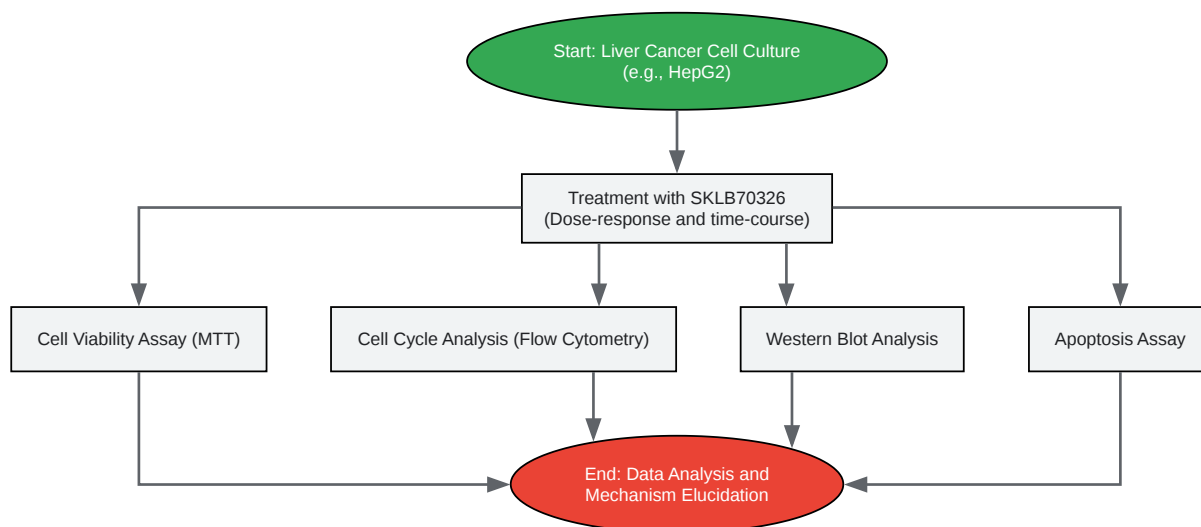 Start: Liver Cancer Cell Culture
(e.g., HepG2)
Treatment with SKLB70326
(Dose-response and time-course)
Cell Viability Assay (MTT)
Cell Cycle Analysis (Flow Cytometry)
Western Blot Analysis
Apoptosis Assay
End: Data Analysis and
Mechanism Elucidation